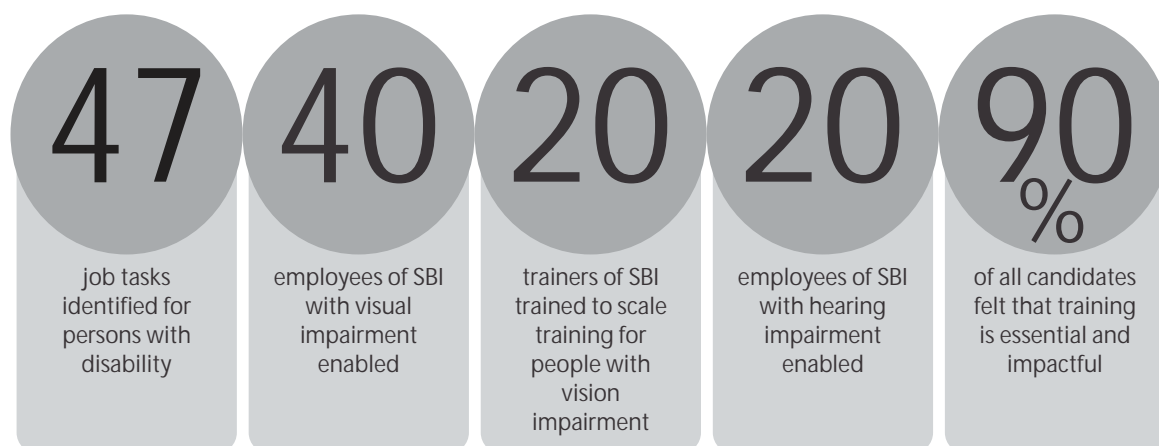 47
job tasks
identified for
persons with
disability
40
employees of SBI
with visual
impairment
enabled
20
trainers of SBI
trained to scale
training for
people with
vision
impairment
20
employees of SBI
with hearing
impairment
enabled
90
%
of all candidates
felt that training
is essential and
impactful